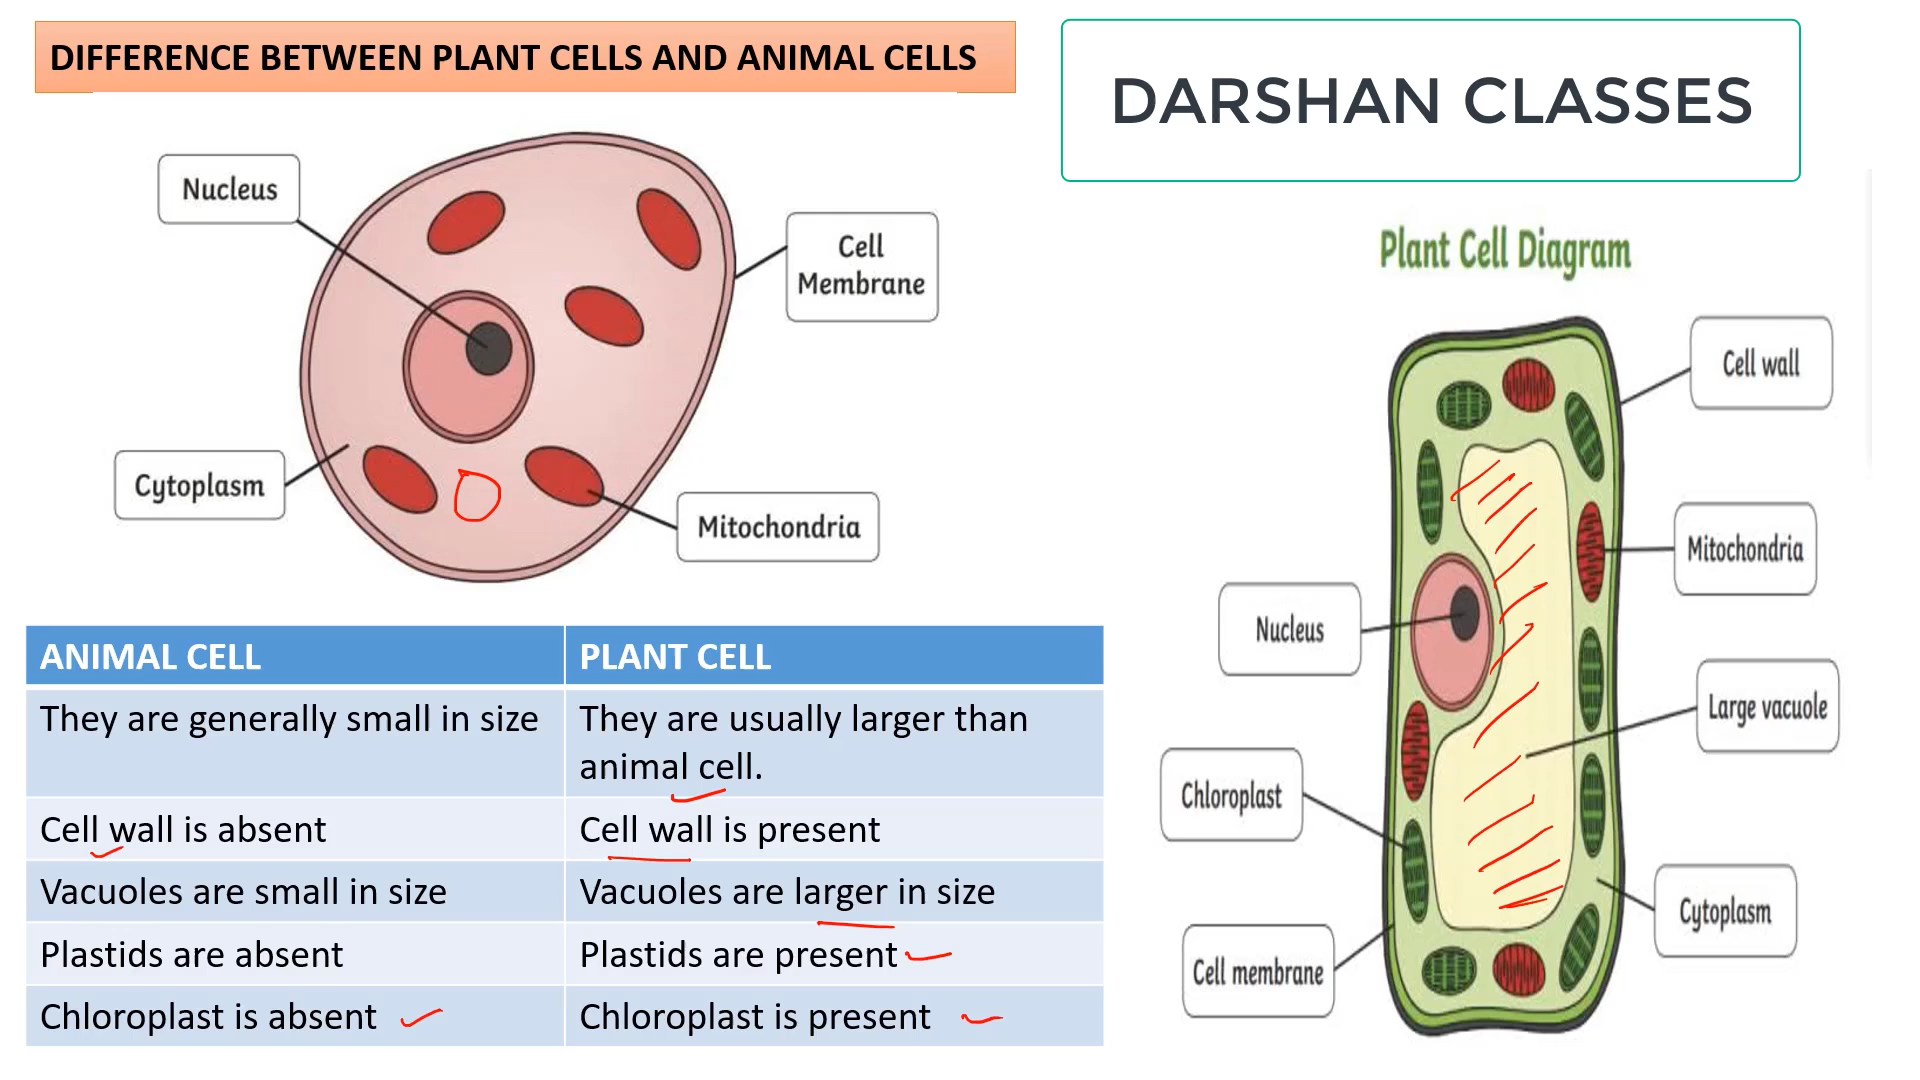 DIFFERENCE BETWEEN PLANT CELLS AND ANIMAL CELLS
DARSHAN CLASSES
Nucleus
Cell
Membrane
Cytoplasm
Mitochondria
Plant Cell Diagram
Cell wall
Mitochondria
Nucleus
Large vacuole
Chloroplast
Cytoplasm
Cell membrane
ANIMAL CELL PLANT CELL
They are generally small in size They are usually larger than
animal cell.
Cell wall is absent Cell wall is present
Vacuoles are small in size Vacuoles are larger in size
Plastids are absent Plastids are present
Chloroplast is absent Chloroplast is present